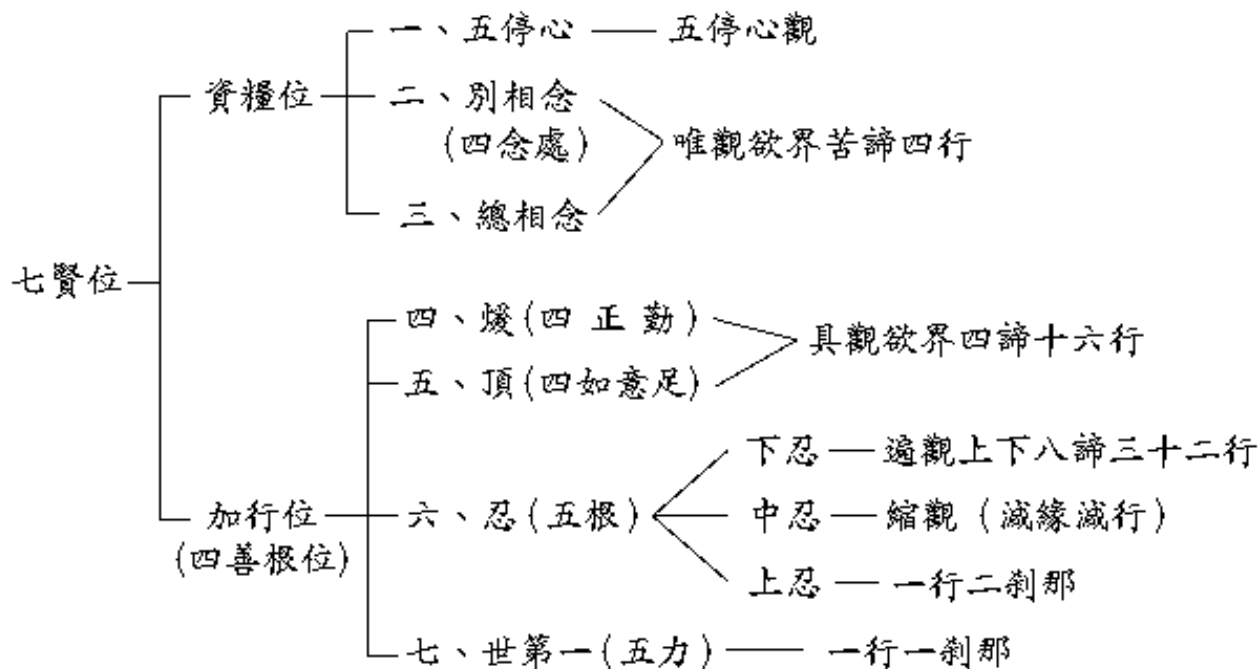 七賢位
資糧位
一、五停心
五停心觀
二、別相念
(四念處)
三、總相念
唯觀欲界苦諦四行
加行位
(四善根位)
四、煖(四正勤)
五、頂(四如意足)
具觀欲界四諦十六行
六、忍(五根)
下忍
遍觀上下八諦三十二行
中忍
縮觀(減緣減行)
上忍
一行二剎那
七、世第一(五力)
一行一剎那